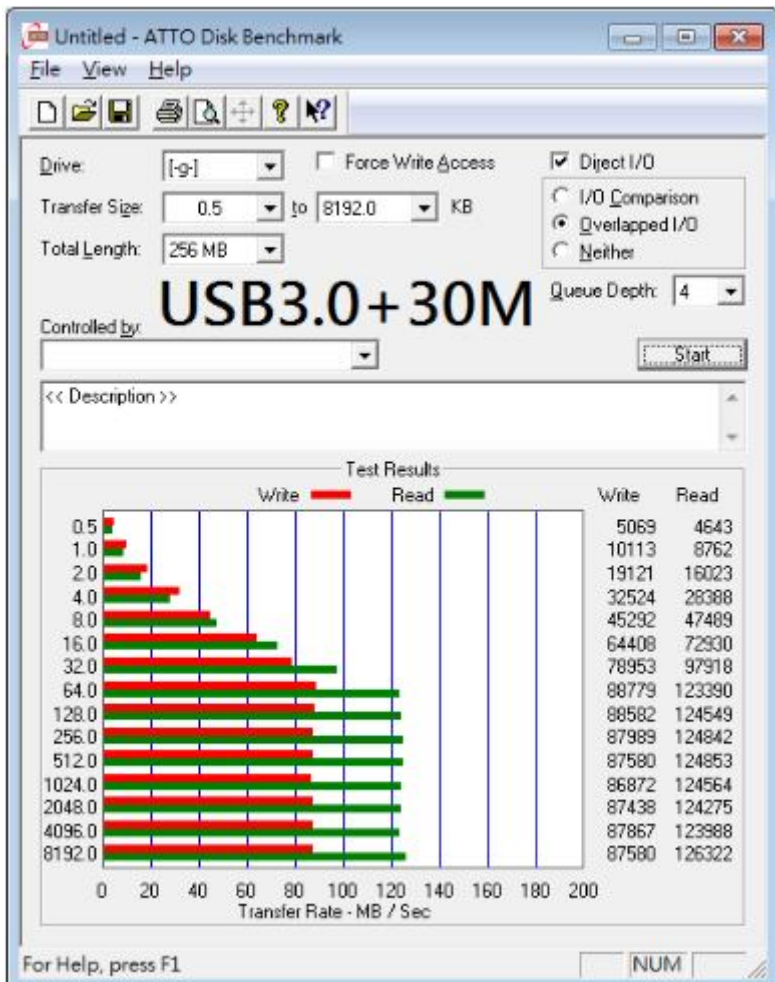 Untitled - ATTO Disk Benchmark
File View Help
Drive: [-g-] Force Write Access Direct I/O
Transfer Size: 0.5 to 8192.0 KB I/O Comparison
Overlapped I/O
Total Length: 256 MB Neither
USB3.0+30M Queue Depth: 4
Controlled by:
Start
<< Description >>
Test Results
Write Read Write Read
0.5 5069 4643
1.0 10113 8762
2.0 19121 16023
4.0 32524 28388
8.0 45292 47489
16.0 64408 72930
32.0 78953 97918
64.0 88779 123390
128.0 88582 124549
256.0 87989 124842
512.0 87580 124853
1024.0 86872 124564
2048.0 87438 124275
4096.0 87867 123988
8192.0 87580 126322
0 20 40 60 80 100 120 140 160 180 200
Transfer Rate - MB / Sec
For Help, press F1 NUM